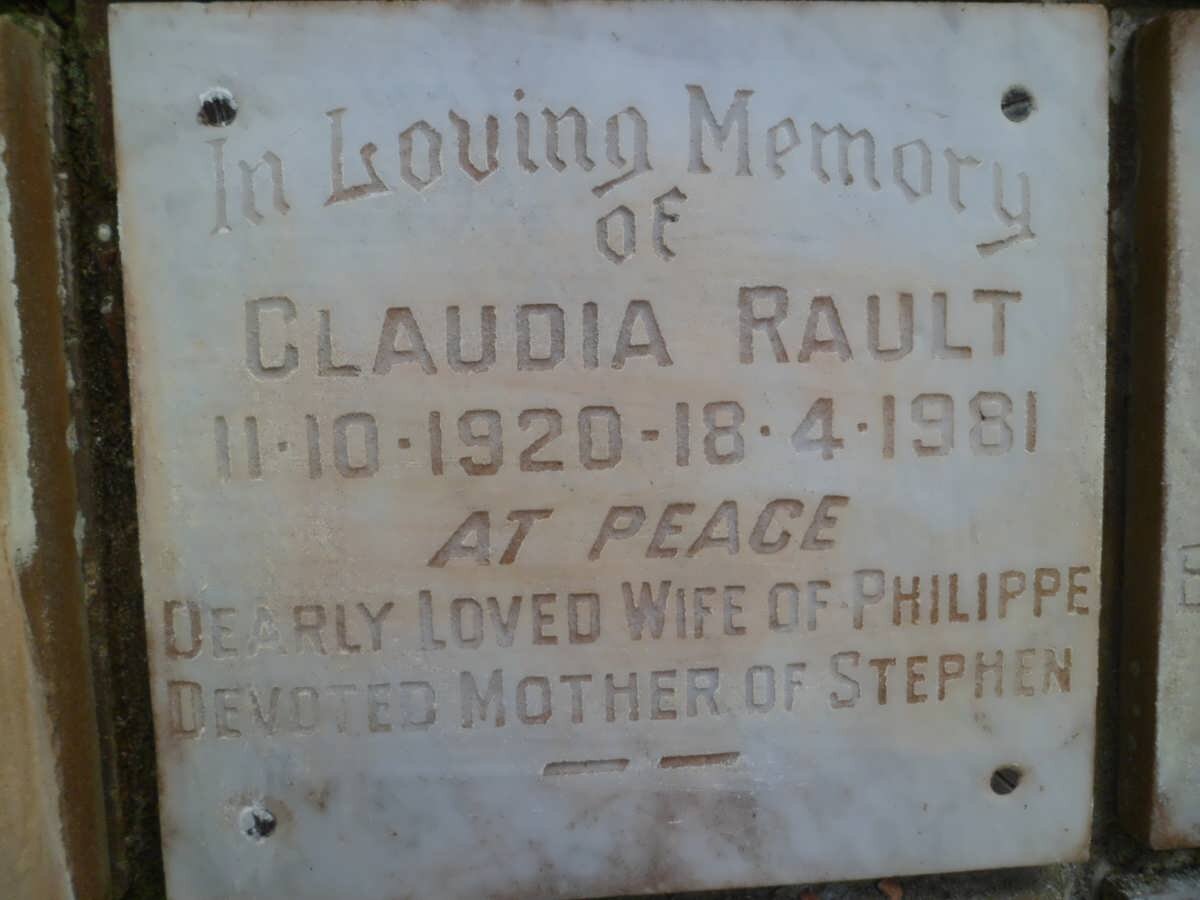 In Loving Memory
of
CLAUDIA RAULT
11·10·1920-18·4·1981
AT PEACE
DEARLY LOVED WIFE OF PHILIPPE
DEVOTED MOTHER OF STEPHEN